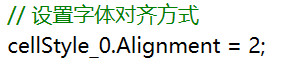 // 设置字体对齐方式
cellStyle_0.Alignment = 2;